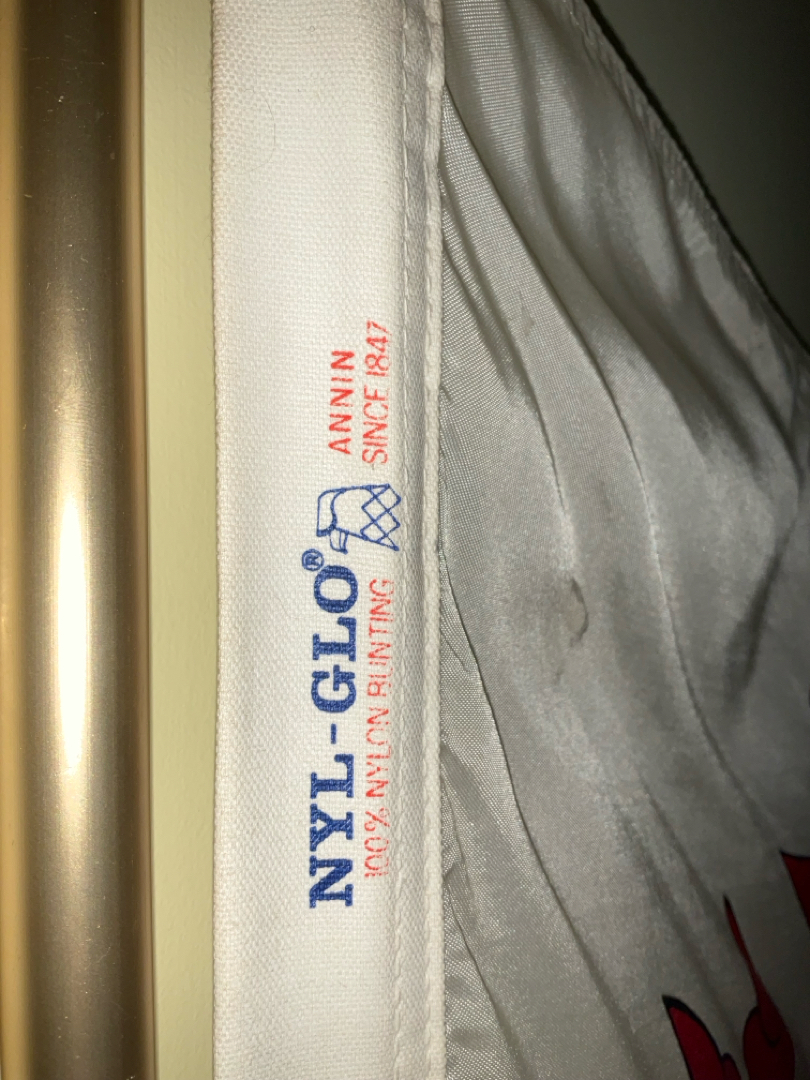 NYL-GLO®
100% NYLON BUNTING
ANNIN
SINCE 1847